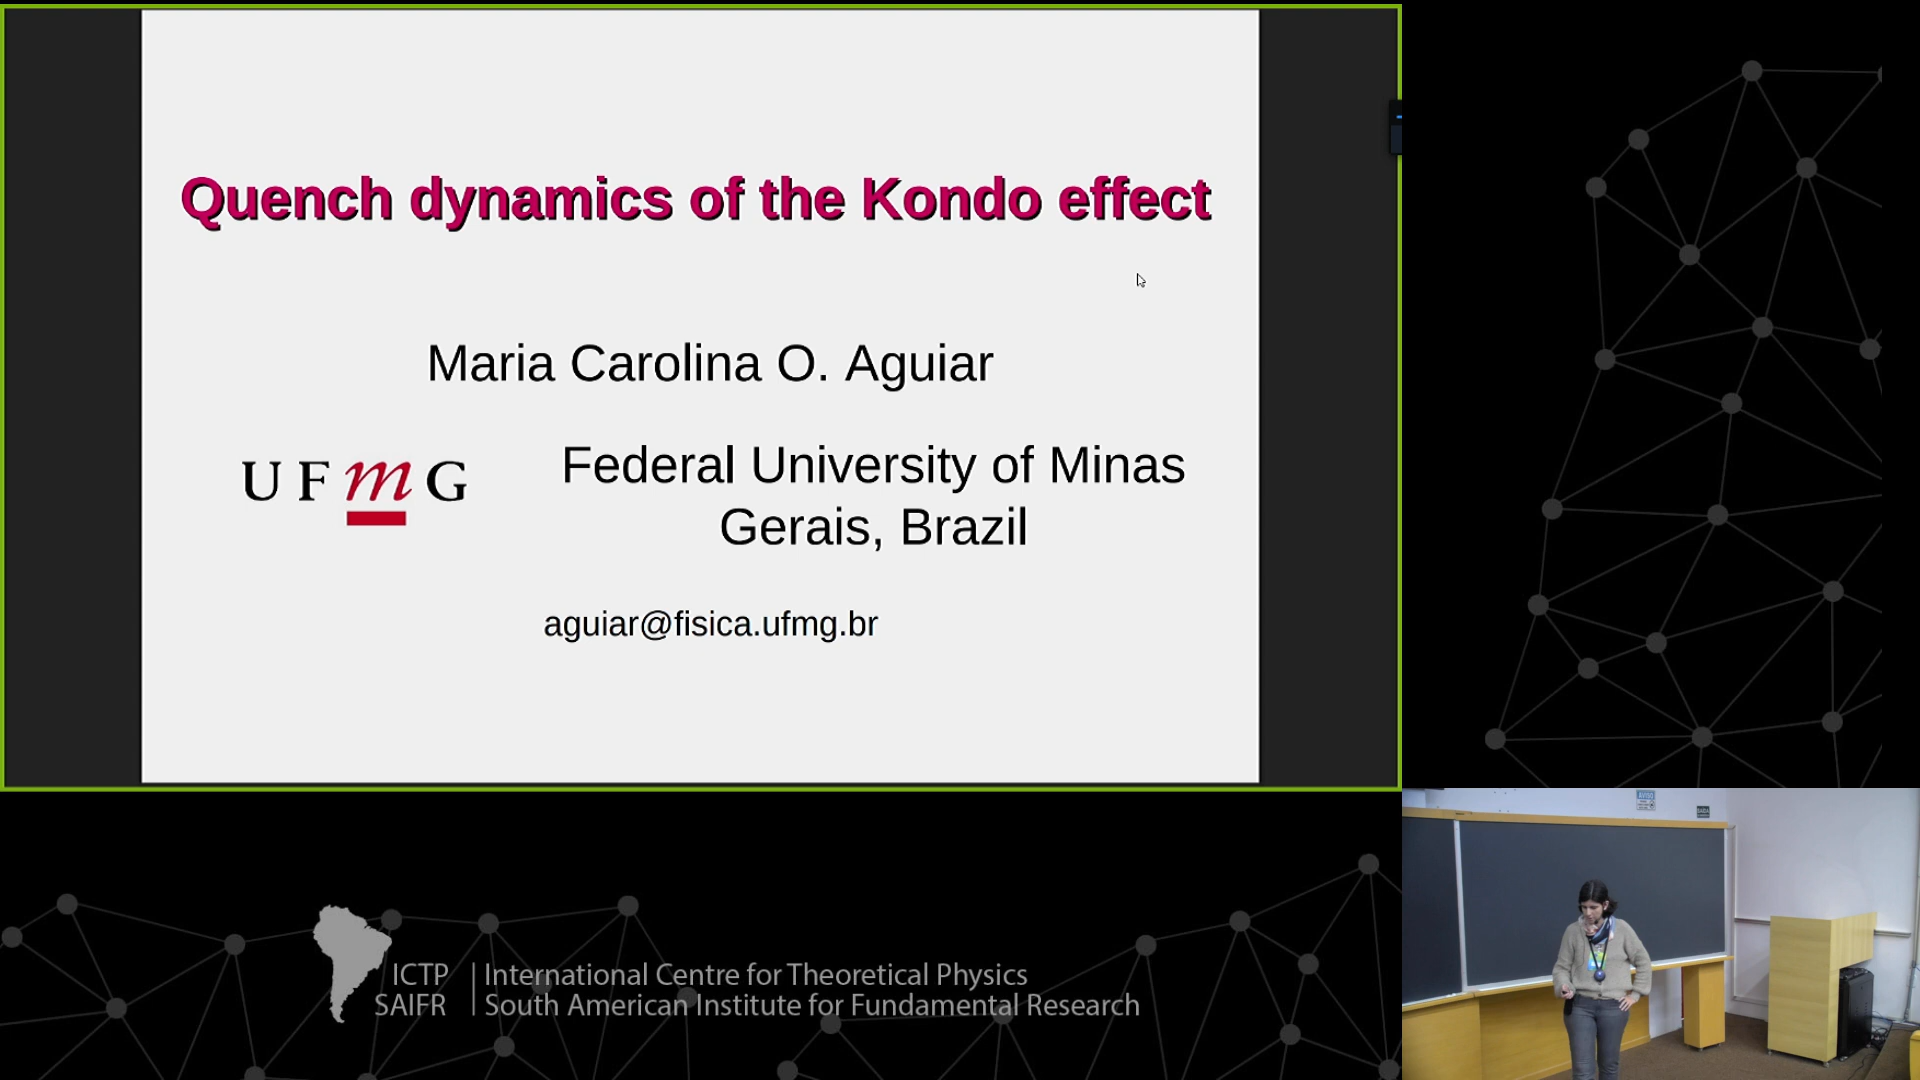 Quench dynamics of the Kondo effect
Maria Carolina O. Aguiar
UFmG
Federal University of Minas
Gerais, Brazil
aguiar@fisica.ufmg.br
ICTP
SAIFR
International Centre for Theoretical Physics
South American Institute for Fundamental Research